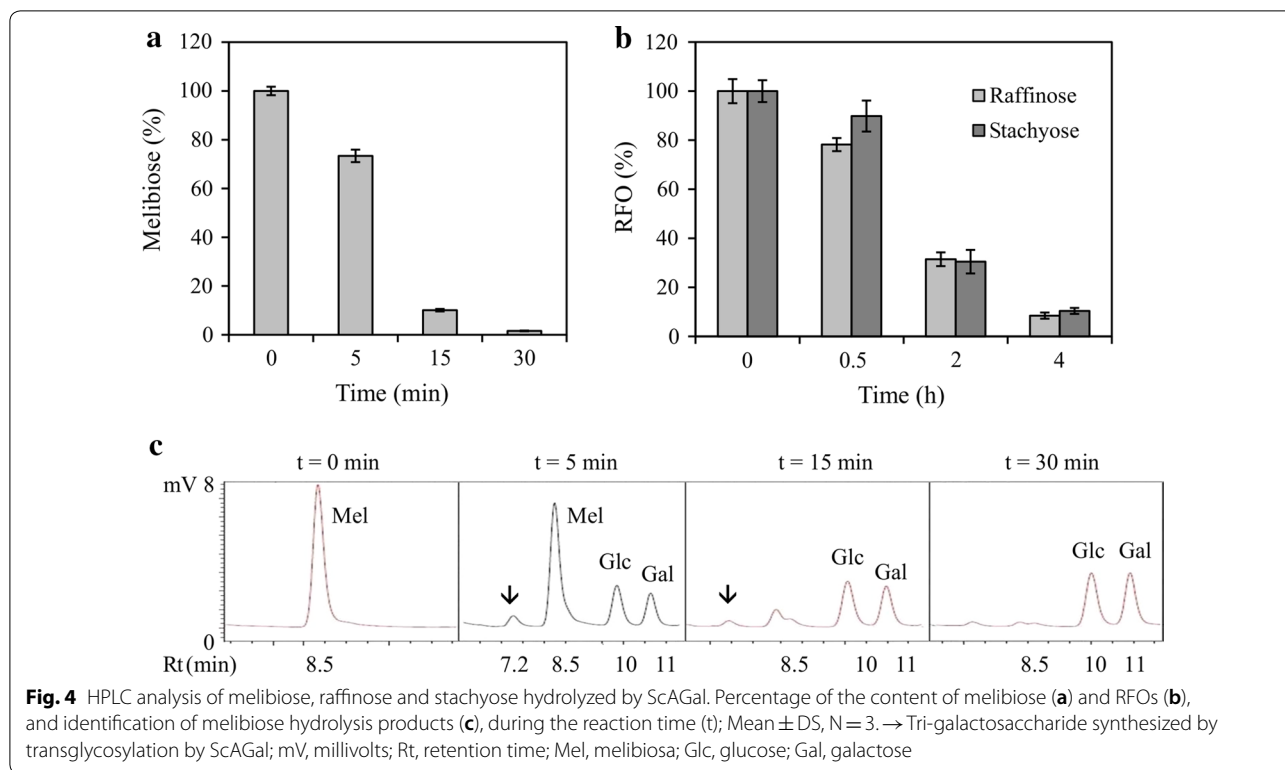 a
120
100
80
60
40
20
0
Melibiose (%)
0 5 15 30
Time (min)
b
120
100
80
60
40
20
0
RFO (%)
Raffinose
Stachyose
0 0.5 2 4
Time (h)
c
t = 0 min t = 5 min t = 15 min t = 30 min
mV 8
Mel Mel Glc Gal Glc Gal Glc Gal
0
Rt (min) 8.5 7.2 8.5 10 11 8.5 10 11 8.5 10 11
Fig. 4 HPLC analysis of melibiose, raffinose and stachyose hydrolyzed by ScAGal. Percentage of the content of melibiose (a) and RFOs (b),
and identification of melibiose hydrolysis products (c), during the reaction time (t); Mean ± DS, N = 3. → Tri-galactosaccharide synthesized by
transglycosylation by ScAGal; mV, millivolts; Rt, retention time; Mel, melibiosa; Glc, glucose; Gal, galactose